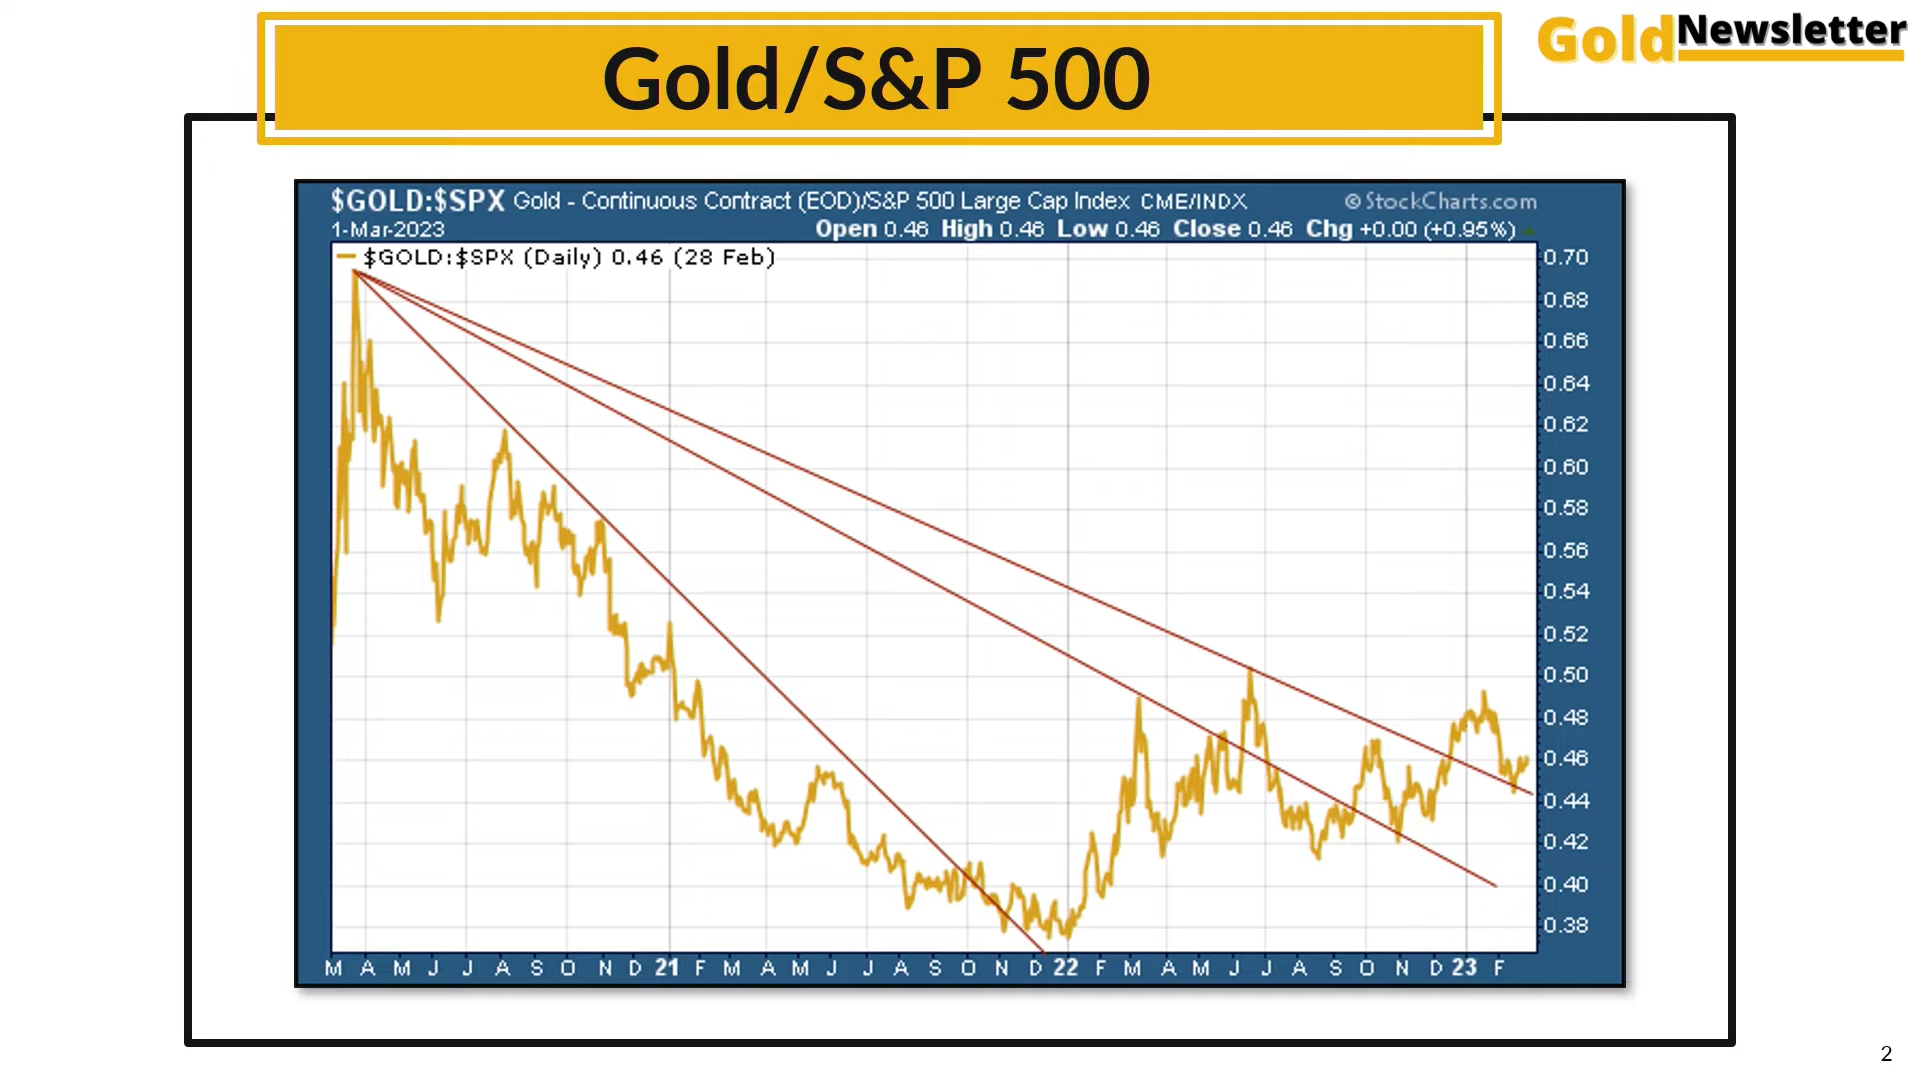 Gold/S&P 500
GoldNewsletter
$GOLD:$SPX Gold - Continuous Contract (EOD)/S&P 500 Large Cap Index CME/INDX
© StockCharts.com
1-Mar-2023
Open 0.46 High 0.46 Low 0.46 Close 0.46 Chg +0.00 (+0.95%)
$GOLD:$SPX (Daily) 0.46 (28 Feb)
0.70
0.68
0.66
0.64
0.62
0.60
0.58
0.56
0.54
0.52
0.50
0.48
0.46
0.44
0.42
0.40
0.38
M A M J J A S O N D 21 F M A M J J A S O N D 22 F M A M J J A S O N D 23 F
2